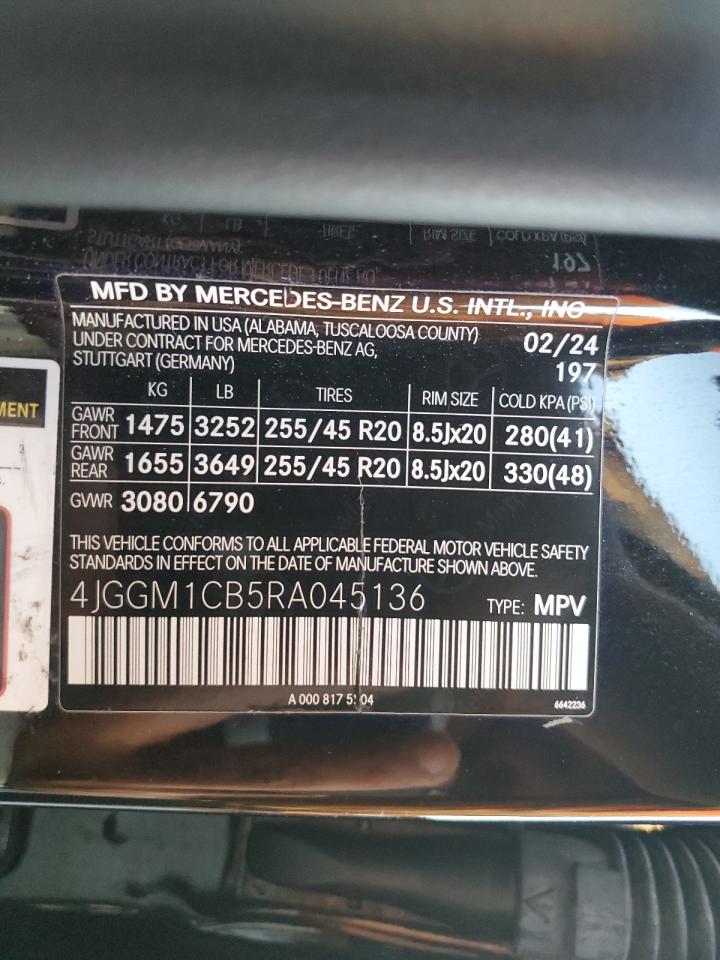 MFD BY MERCEDES-BENZ U.S. INTL., INC
MANUFACTURED IN USA (ALABAMA, TUSCALOOSA COUNTY)
UNDER CONTRACT FOR MERCEDES-BENZ AG, 02/24
STUTTGART (GERMANY) 197
KG LB TIRES RIM SIZE COLD KPA (PSI)
GAWR FRONT 1475 3252 255/45 R20 8.5Jx20 280(41)
GAWR REAR 1655 3649 255/45 R20 8.5Jx20 330(48)
GVWR 3080 6790
THIS VEHICLE CONFORMS TO ALL APPLICABLE FEDERAL MOTOR VEHICLE SAFETY
STANDARDS IN EFFECT ON THE DATE OF MANUFACTURE SHOWN ABOVE.
4JGGM1CB5RA045136 TYPE: MPV
A 000 817 04
6642236